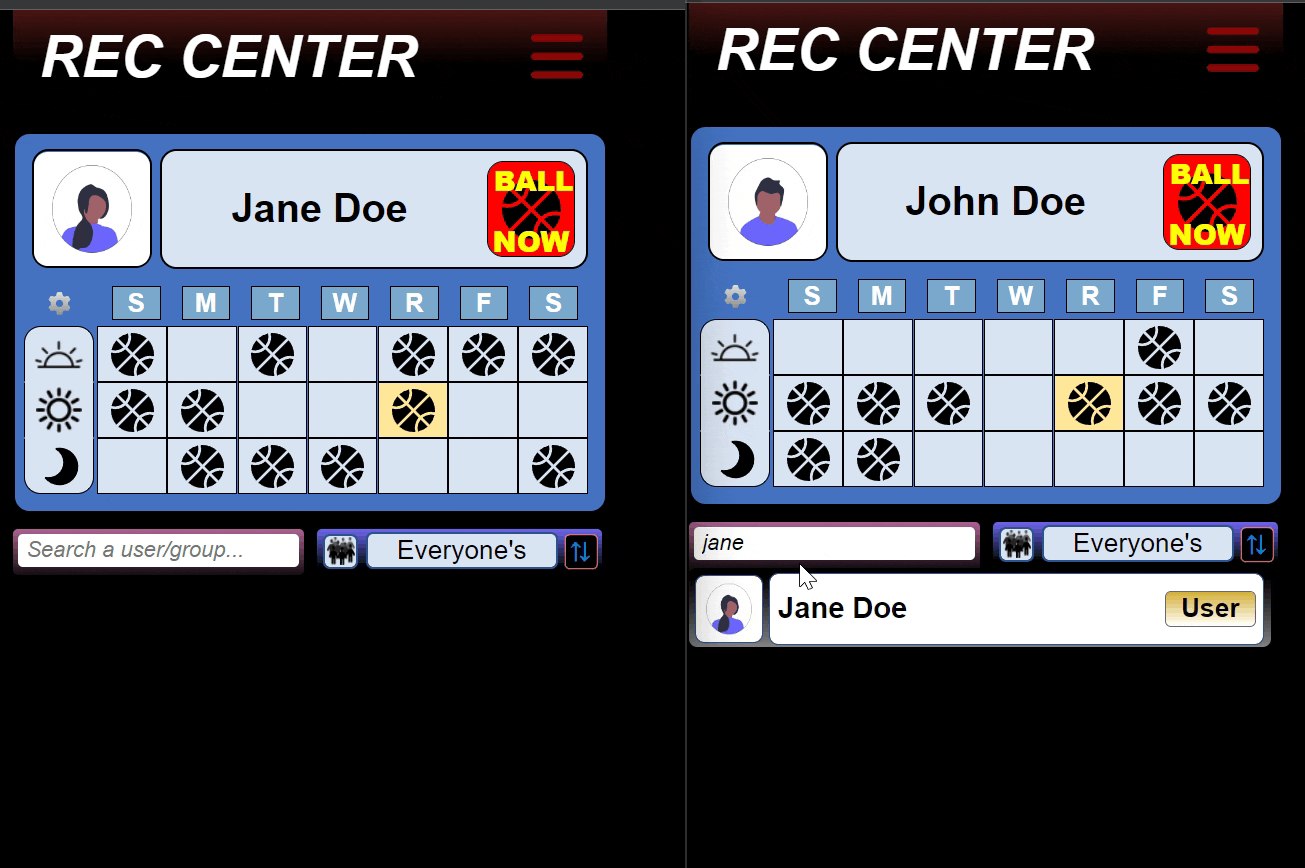 REC CENTER
Jane Doe
BALL
NOW
S M T W R F S
Search a user/group...
Everyone's
REC CENTER
John Doe
BALL
NOW
S M T W R F S
jane
Everyone's
Jane Doe
User